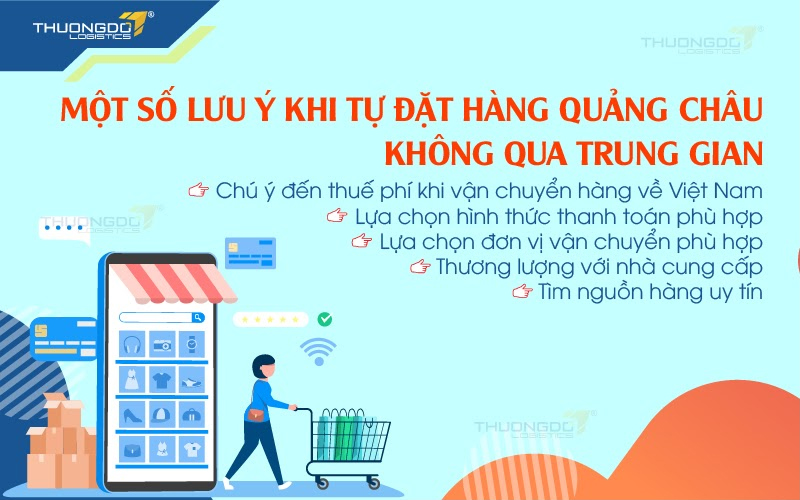 THUONGDO
LOGISTICS
®
THUONGDO
LOGISTICS
®
MỘT SỐ LƯU Ý KHI TỰ ĐẶT HÀNG QUẢNG CHÂU
KHÔNG QUA TRUNG GIAN
Chú ý đến thuế phí khi vận chuyển hàng về Việt Nam
Lựa chọn hình thức thanh toán phù hợp
Lựa chọn đơn vị vận chuyển phù hợp
Thương lượng với nhà cung cấp
Tìm nguồn hàng uy tín
THUONGDO
LOGISTICS
®
THUONGDO
LOGISTICS
®